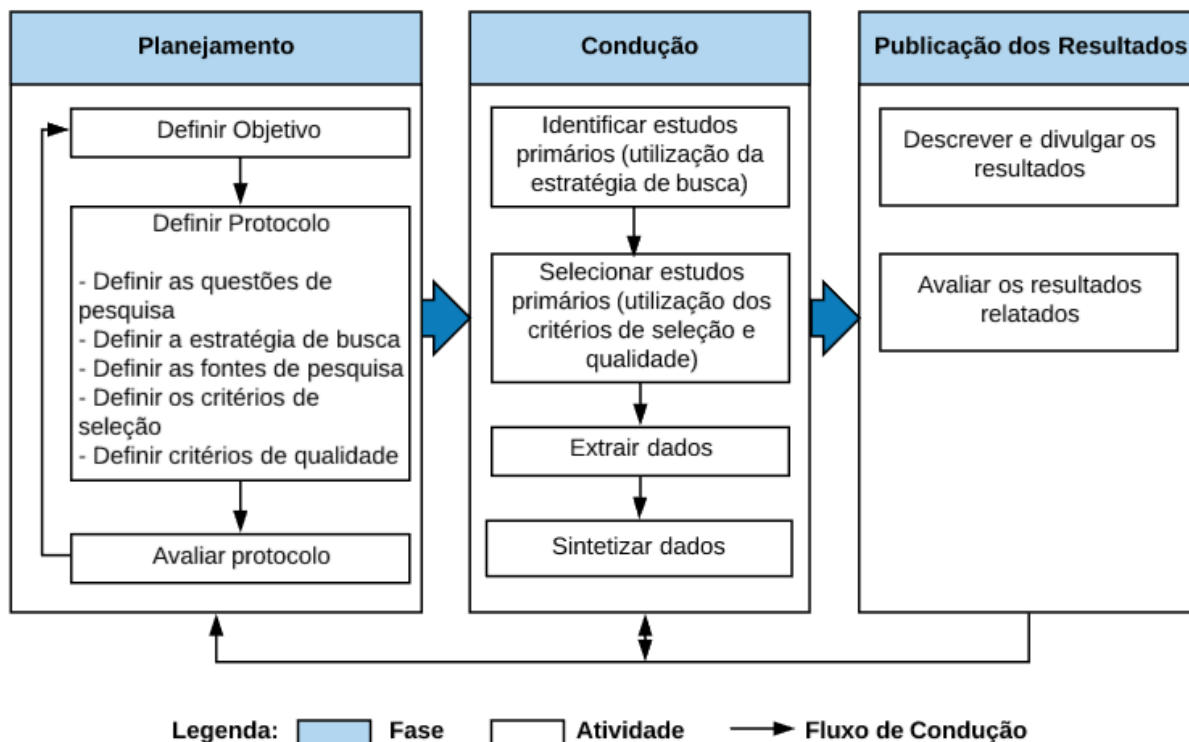 Planejamento
Definir Objetivo
Definir Protocolo
- Definir as questões de
pesquisa
- Definir a estratégia de busca
- Definir as fontes de pesquisa
- Definir os critérios de
seleção
- Definir critérios de qualidade
Avaliar protocolo
Condução
Identificar estudos
primários (utilização da
estratégia de busca)
Selecionar estudos
primários (utilização dos
critérios de seleção e
qualidade)
Extrair dados
Sintetizar dados
Publicação dos Resultados
Descrever e divulgar os
resultados
Avaliar os resultados
relatados
Legenda: Fase Atividade Fluxo de Condução